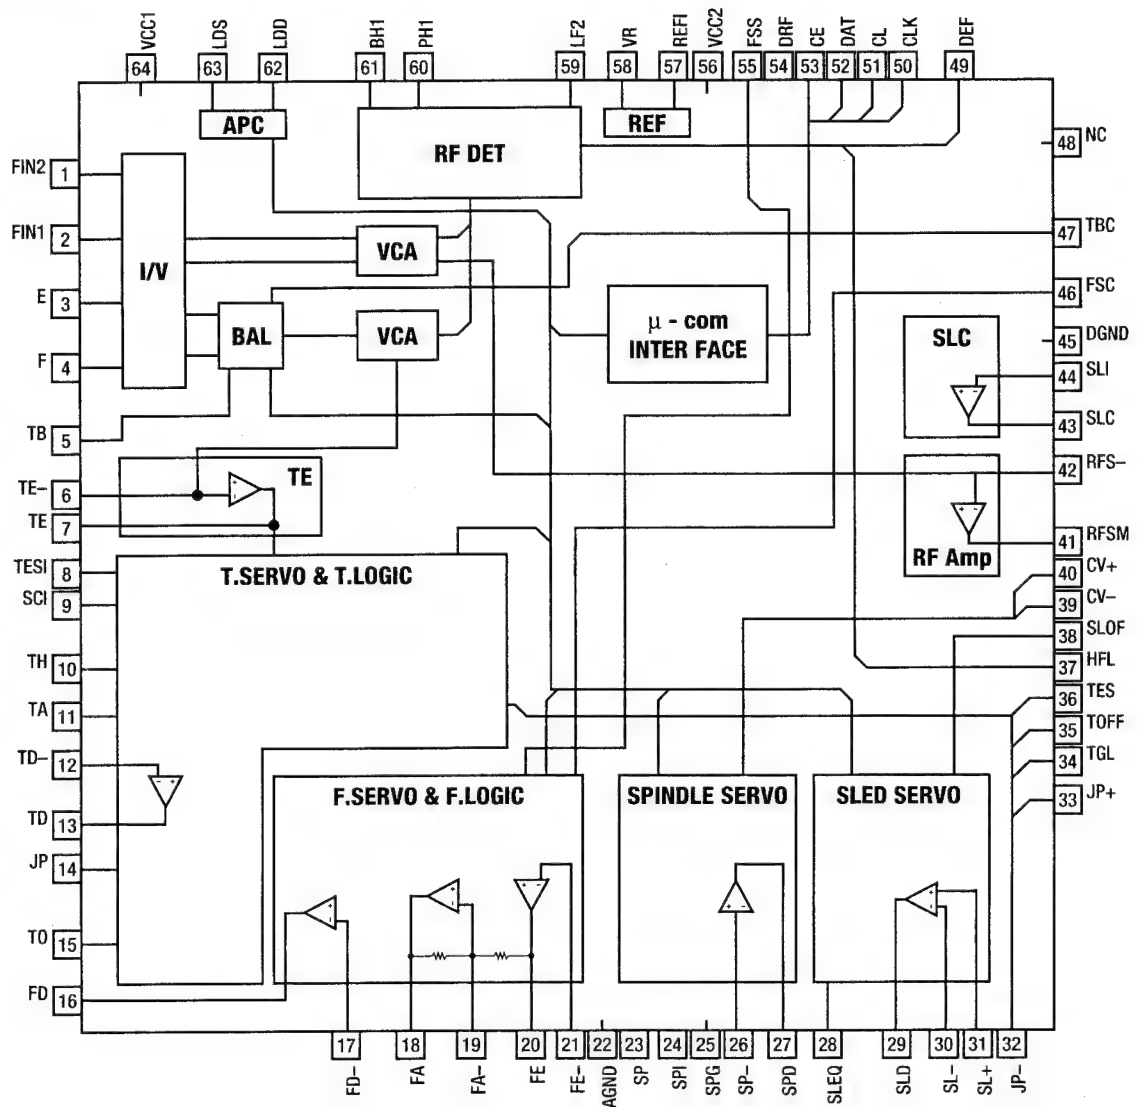 VCC1 LDS LDD BH1 PH1 LF2 VR REFI VCC2 FSS DRF CE DAT CL CLK DEF
64 63 62 61 60 59 58 57 56 55 54 53 52 51 50 49
APC
RF DET
REF
FIN2 1
48 NC
FIN1 2
VCA
47 TBC
I/V
E 3
46 FSC
BAL
VCA
μ - com
INTER FACE
SLC
45 DGND
F 4
44 SLI
TB 5
43 SLC
TE
42 RFS–
TE– 6
TE 7
41 RFSM
RF Amp
T.SERVO & T.LOGIC
TESI 8
40 CV+
SCI 9
39 CV–
38 SLOF
TH 10
37 HFL
TA 11
36 TES
35 TOFF
TD– 12
34 TGL
F.SERVO & F.LOGIC
SPINDLE SERVO
SLED SERVO
33 JP+
TD 13
JP 14
TO 15
FD 16
17 18 19 20 21 22 23 24 25 26 27 28 29 30 31 32
FD– FA FA– FE FE– AGND SP SPI SPG SP– SPD SLEQ SLD SL– SL+ JP–